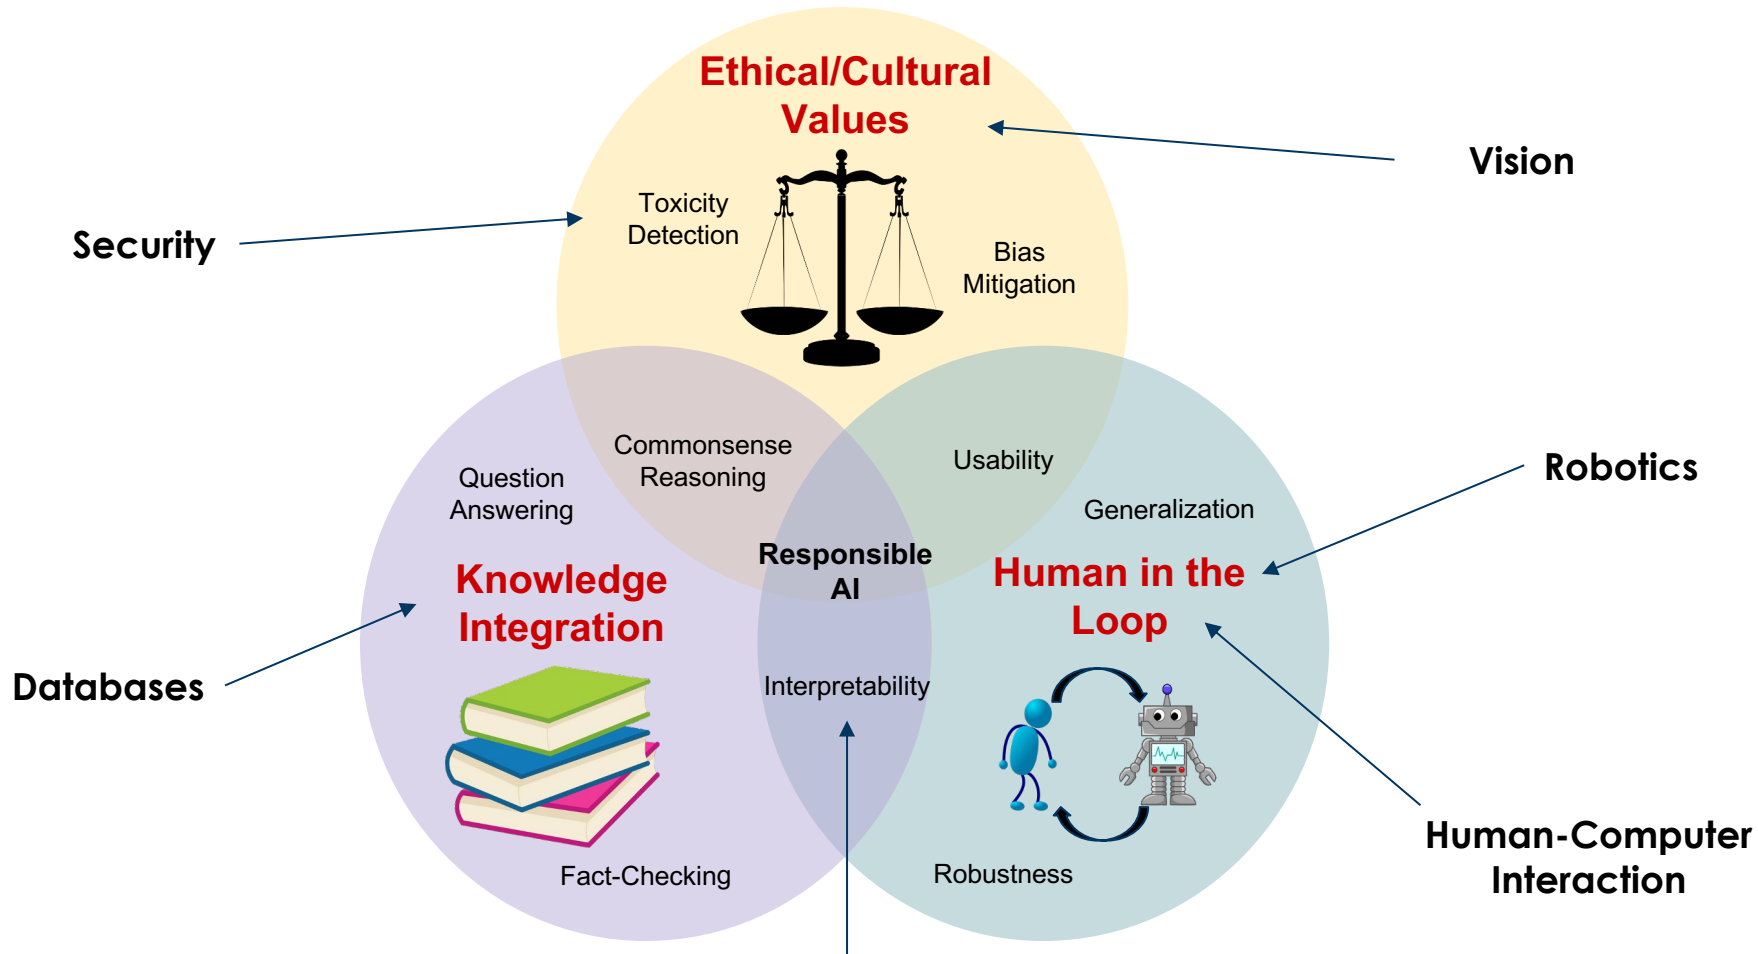 Ethical/Cultural
Values
Vision
Toxicity
Detection
Security
Bias
Mitigation
Commonsense
Reasoning
Usability
Question
Answering
Robotics
Generalization
Responsible
AI
Knowledge
Integration
Human in the
Loop
Databases
Interpretability
Human-Computer
Interaction
Fact-Checking
Robustness